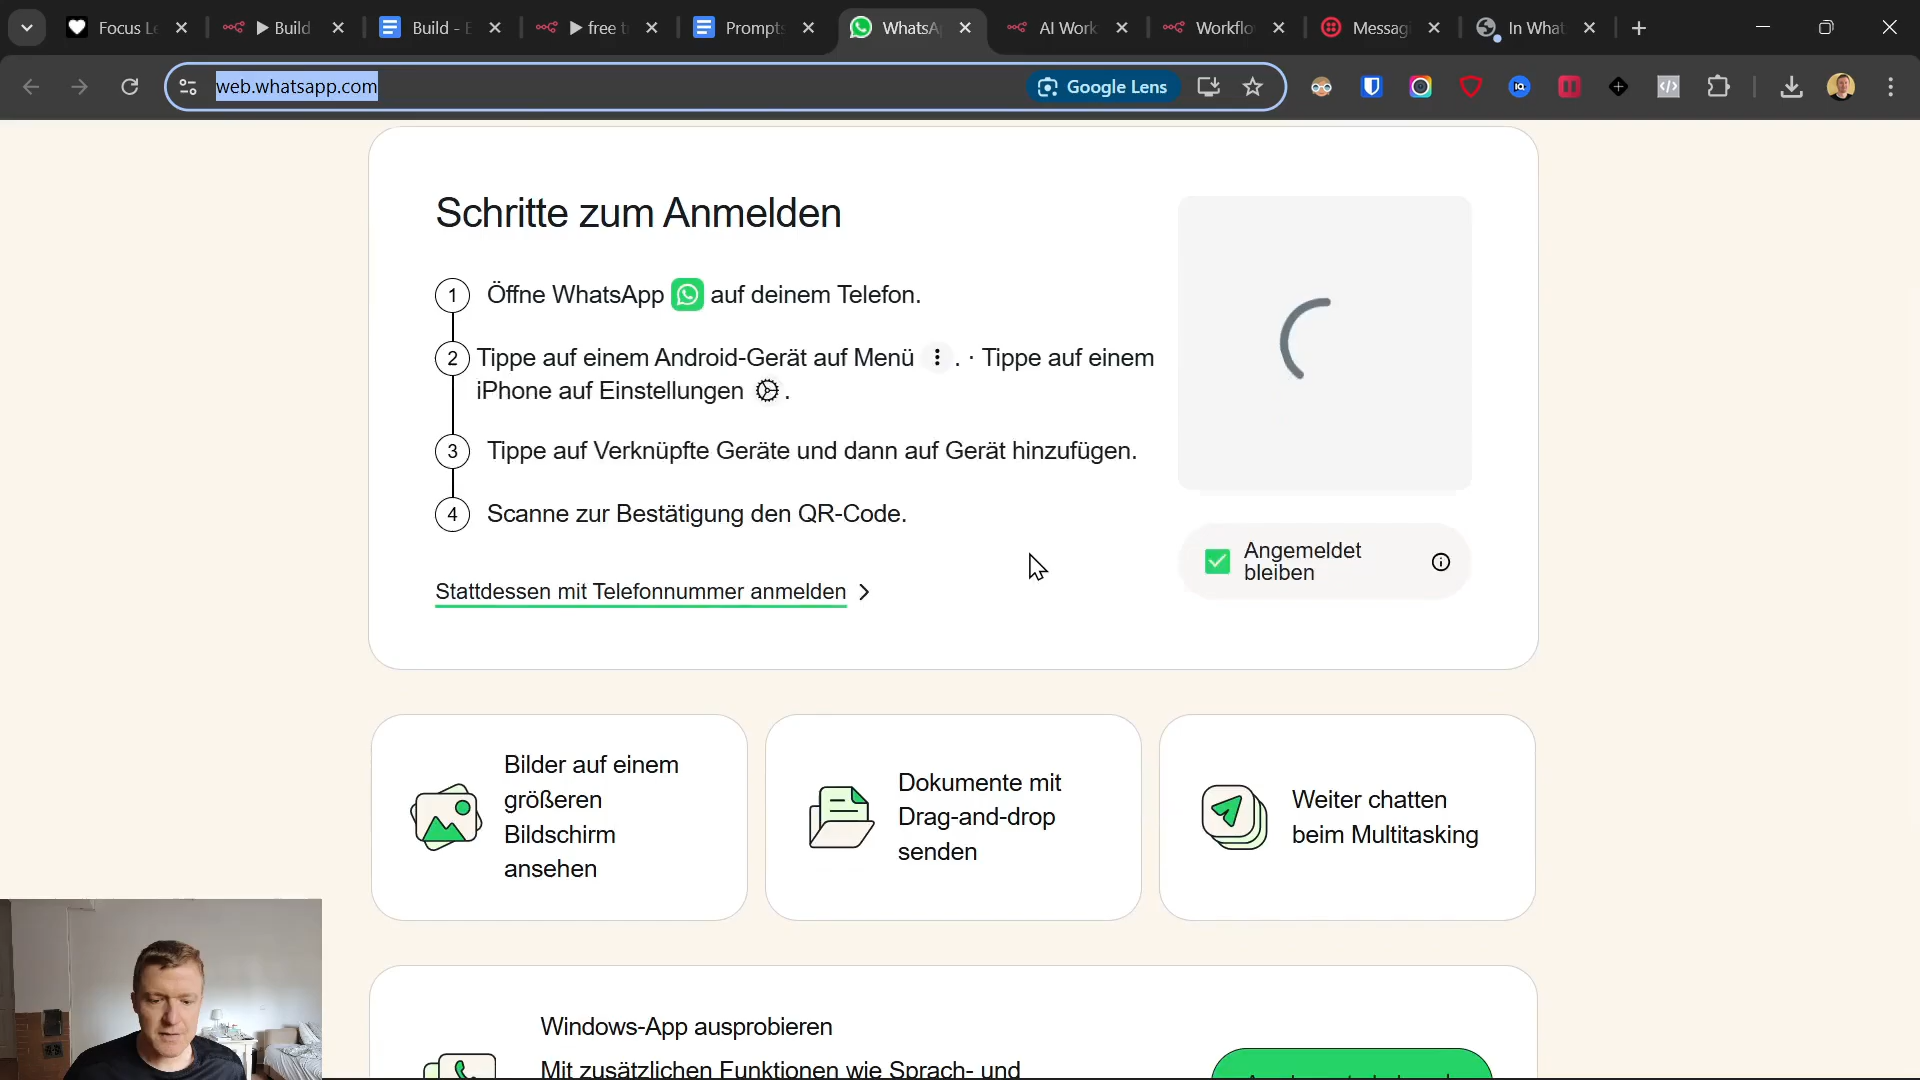 Focus Le
Build
Build - E
free t
Prompts
WhatsA
AI Work
Workflo
Messag
In What
web.whatsapp.com
Google Lens
Schritte zum Anmelden
1 Öffne WhatsApp auf deinem Telefon.
2 Tippe auf einem Android-Gerät auf Menü . · Tippe auf einem
iPhone auf Einstellungen .
3 Tippe auf Verknüpfte Geräte und dann auf Gerät hinzufügen.
4 Scanne zur Bestätigung den QR-Code.
Stattdessen mit Telefonnummer anmelden
Angemeldet
bleiben
Bilder auf einem
größeren
Bildschirm
ansehen
Dokumente mit
Drag-and-drop
senden
Weiter chatten
beim Multitasking
Windows-App ausprobieren
Mit zusätzlichen Funktionen wie Sprach- und